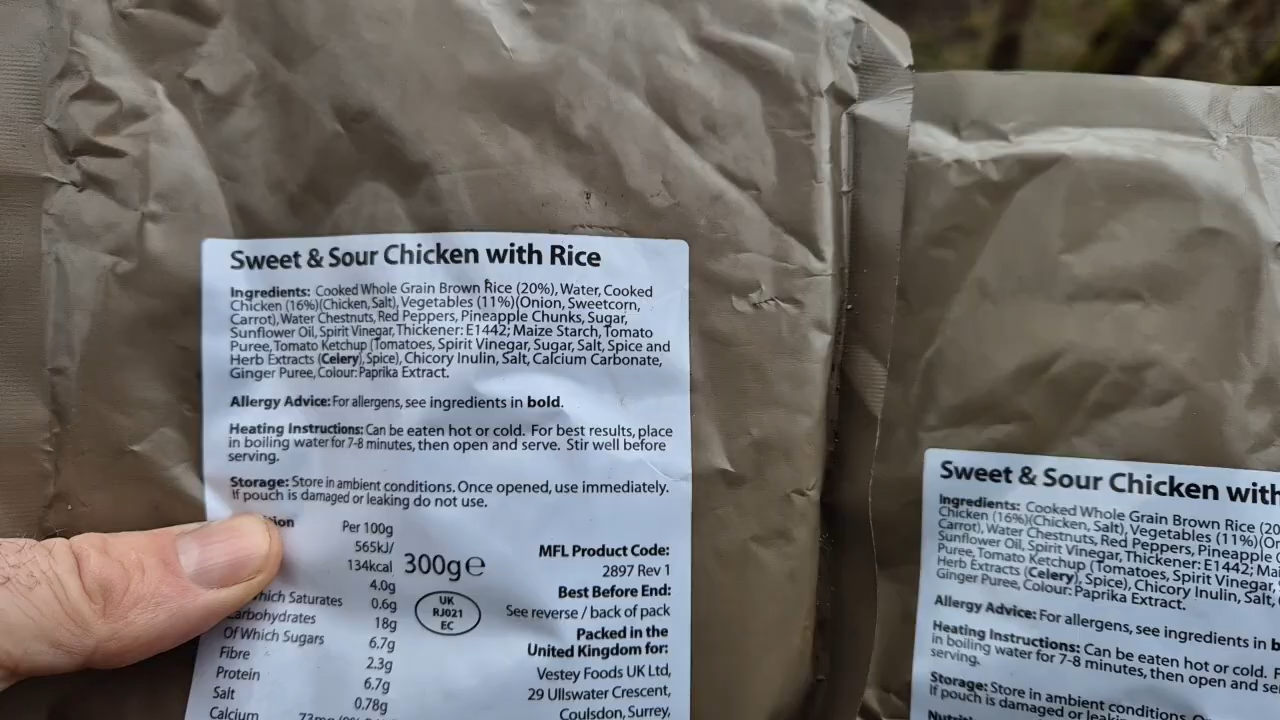 Sweet & Sour Chicken with Rice
Ingredients: Cooked Whole Grain Brown Rice (20%), Water, Cooked
Chicken (16%)(Chicken, Salt), Vegetables (11%)(Onion, Sweetcorn,
Carrot), Water Chestnuts, Red Peppers, Pineapple Chunks, Sugar,
Sunflower Oil, Spirit Vinegar, Thickener: E1442; Maize Starch, Tomato
Puree, Tomato Ketchup (Tomatoes, Spirit Vinegar, Sugar, Salt, Spice and
Herb Extracts (Celery), Spice), Chicory Inulin, Salt, Calcium Carbonate,
Ginger Puree, Colour: Paprika Extract.
Allergy Advice: For allergens, see ingredients in bold.
Heating Instructions: Can be eaten hot or cold. For best results, place
in boiling water for 7-8 minutes, then open and serve. Stir well before
serving.
Storage: Store in ambient conditions. Once opened, use immediately.
If pouch is damaged or leaking do not use.
Per 100g
565kJ/
134kcal
4.0g
Saturates 0.6g
18g
Of Which Sugars 6.7g
Fibre 2.3g
Protein 6.7g
Salt 0.78g
Calcium
300g e
UK
RJ021
EC
MFL Product Code:
2897 Rev 1
Best Before End:
See reverse / back of pack
Packed in the
United Kingdom for:
Vestey Foods UK Ltd,
29 Ullswater Crescent,
Coulsdon, Surrey,
Sweet & Sour Chicken with
Ingredients: Cooked Whole Grain Brown Rice
Chicken (16%)(Chicken, Salt), Vegetables (11%)
Carrot), Water Chestnuts, Red Peppers, Pineapple
Sunflower Oil, Spirit Vinegar, Thickener: E1442;
Puree, Tomato Ketchup (Tomatoes, Spirit Vinegar,
Herb Extracts (Celery), Spice), Chicory Inulin, Salt,
Ginger Puree, Colour: Paprika Extract.
Allergy Advice: For allergens, see ingredients in
Heating Instructions: Can be eaten hot or cold.
in boiling water for 7-8 minutes, then open and
serving.
Storage: Store in ambient conditions.
If pouch is damaged or leaking